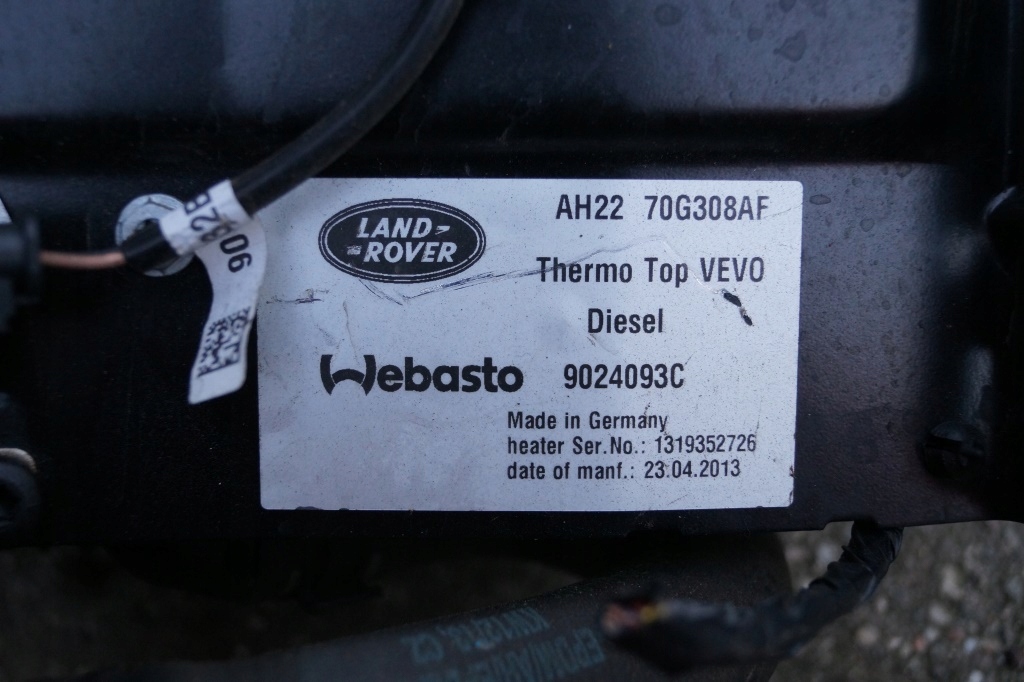 LAND-
-ROVER
AH22 70G308AF
Thermo Top VEVO
Diesel
Webasto 9024093C
Made in Germany
heater Ser.No.: 1319352726
date of manf.: 23.04.2013